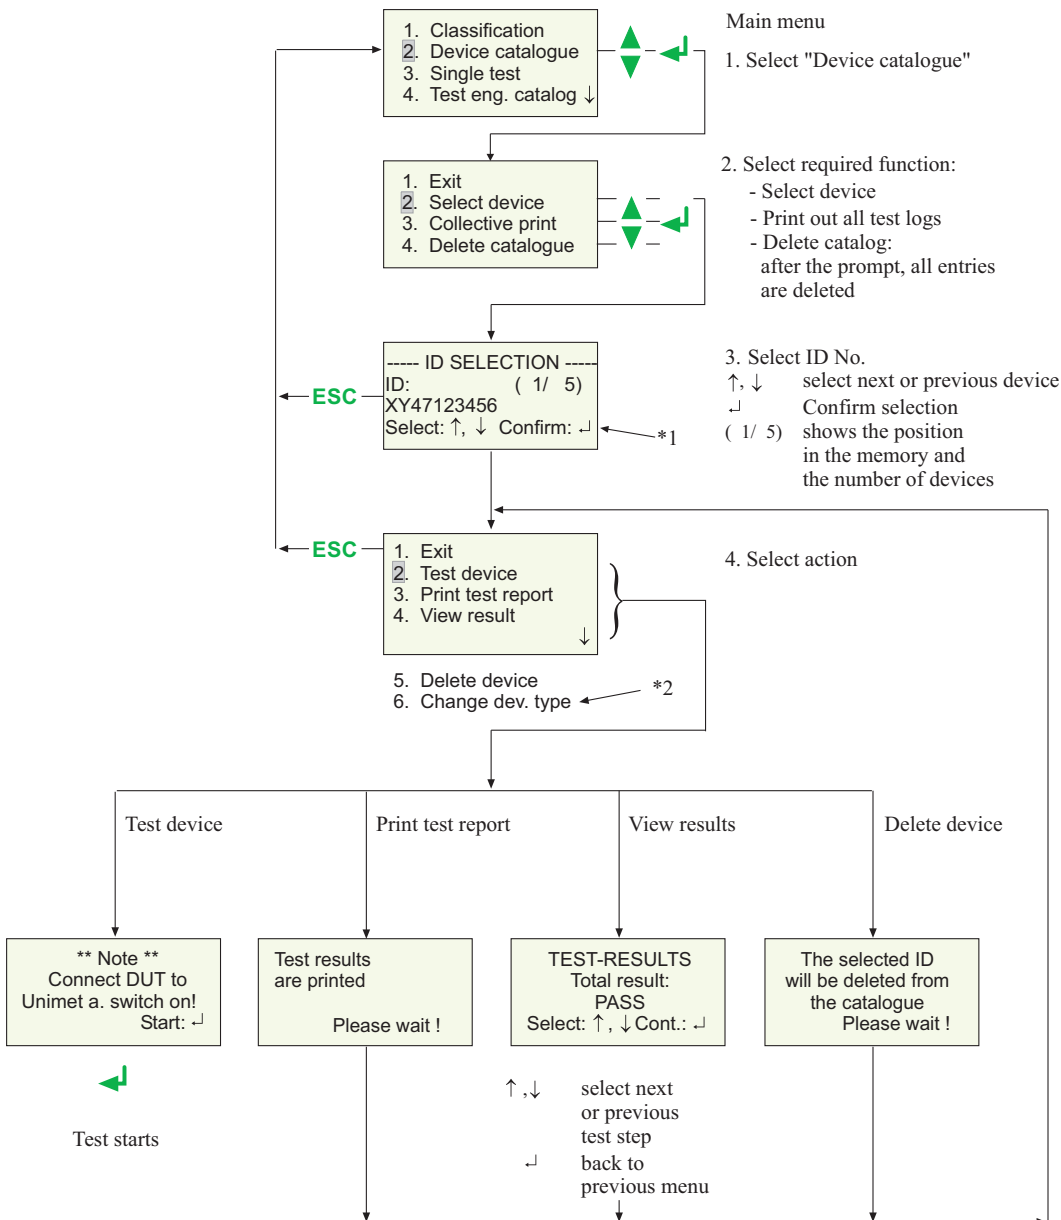 Main menu
1. Classification
2. Device catalogue
3. Single test
4. Test eng. catalog ↓
1. Select "Device catalogue"
1. Exit
2. Select device
3. Collective print
4. Delete catalogue
2. Select required function:
- Select device
- Print out all test logs
- Delete catalog:
after the prompt, all entries
are deleted
----- ID SELECTION -----
ID: ( 1/ 5)
XY47123456
Select: ↑, ↓ Confirm: ↵
ESC
*1
3. Select ID No.
↑, ↓ select next or previous device
↵ Confirm selection
( 1/ 5) shows the position
in the memory and
the number of devices
ESC
1. Exit
2. Test device
3. Print test report
4. View result
↓
4. Select action
5. Delete device
6. Change dev. type
*2
Test device
Print test report
View results
Delete device
** Note **
Connect DUT to
Unimet a. switch on!
Start: ↵
Test results
are printed
Please wait !
TEST-RESULTS
Total result:
PASS
Select: ↑, ↓ Cont.: ↵
The selected ID
will be deleted from
the catalogue
Please wait !
Test starts
↑,↓ select next
or previous
test step
↵ back to
previous menu